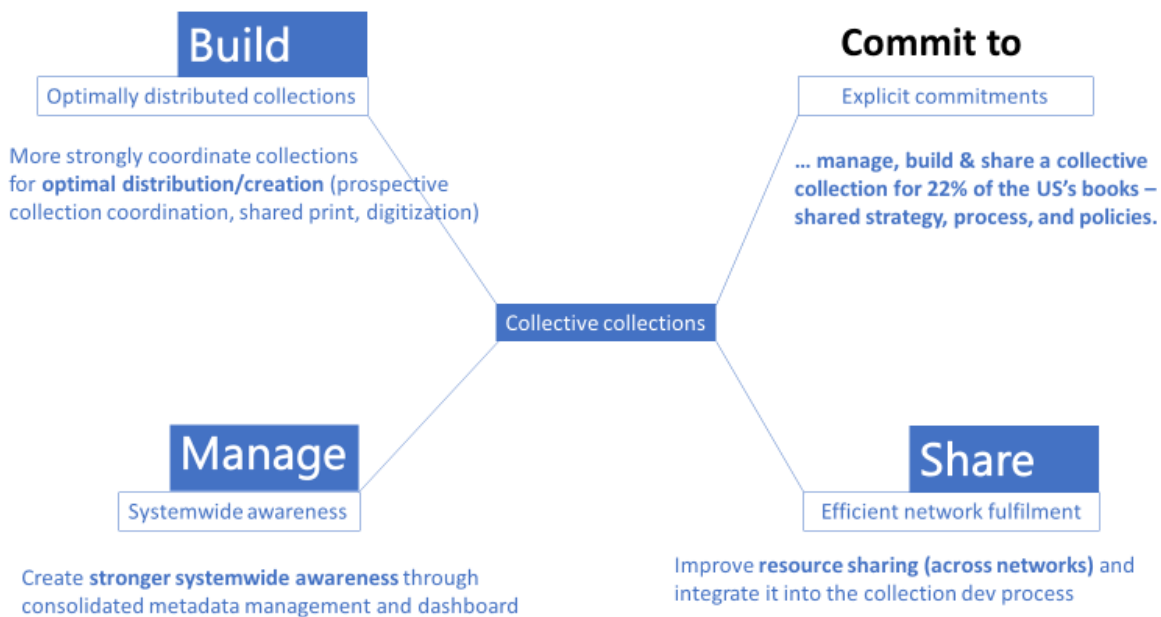 Build
Optimally distributed collections
More strongly coordinate collections
for optimal distribution/creation (prospective
collection coordination, shared print, digitization)
Commit to
Explicit commitments
... manage, build & share a collective
collection for 22% of the US's books –
shared strategy, process, and policies.
Collective collections
Manage
Systemwide awareness
Create stronger systemwide awareness through
consolidated metadata management and dashboard
Share
Efficient network fulfilment
Improve resource sharing (across networks) and
integrate it into the collection dev process